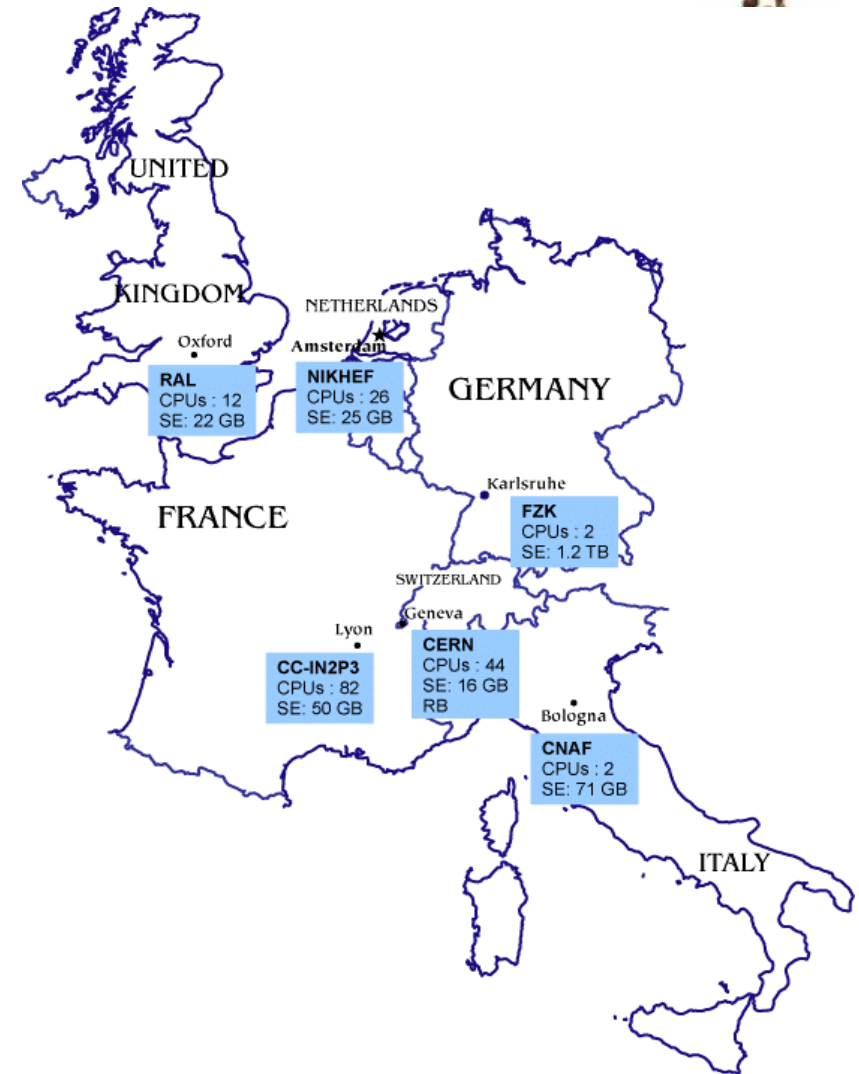 UNITED
KINGDOM
NETHERLANDS
Oxford
Amsterdam
RAL
CPUs : 12
SE: 22 GB
NIKHEF
CPUs : 26
SE: 25 GB
GERMANY
Karlsruhe
FRANCE
FZK
CPUs : 2
SE: 1.2 TB
SWITZERLAND
Geneva
Lyon
CERN
CPUs : 44
SE: 16 GB
RB
CC-IN2P3
CPUs : 82
SE: 50 GB
Bologna
CNAF
CPUs : 2
SE: 71 GB
ITALY